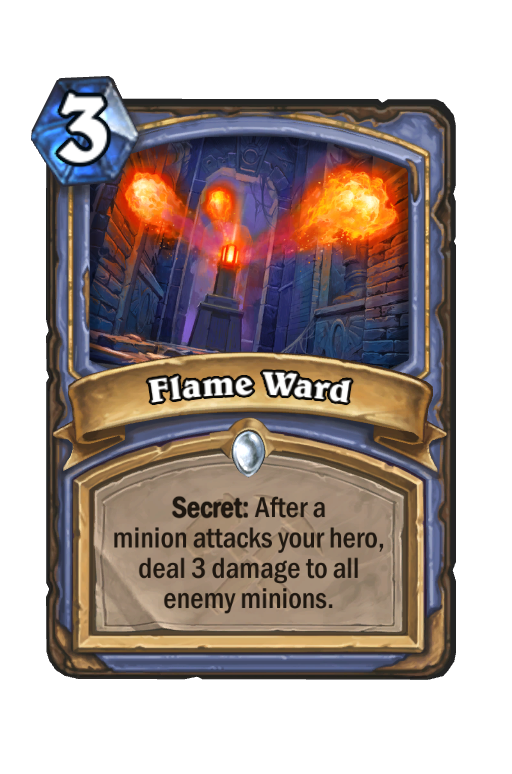 3
Flame Ward
Secret: After a
minion attacks your hero,
deal 3 damage to all
enemy minions.